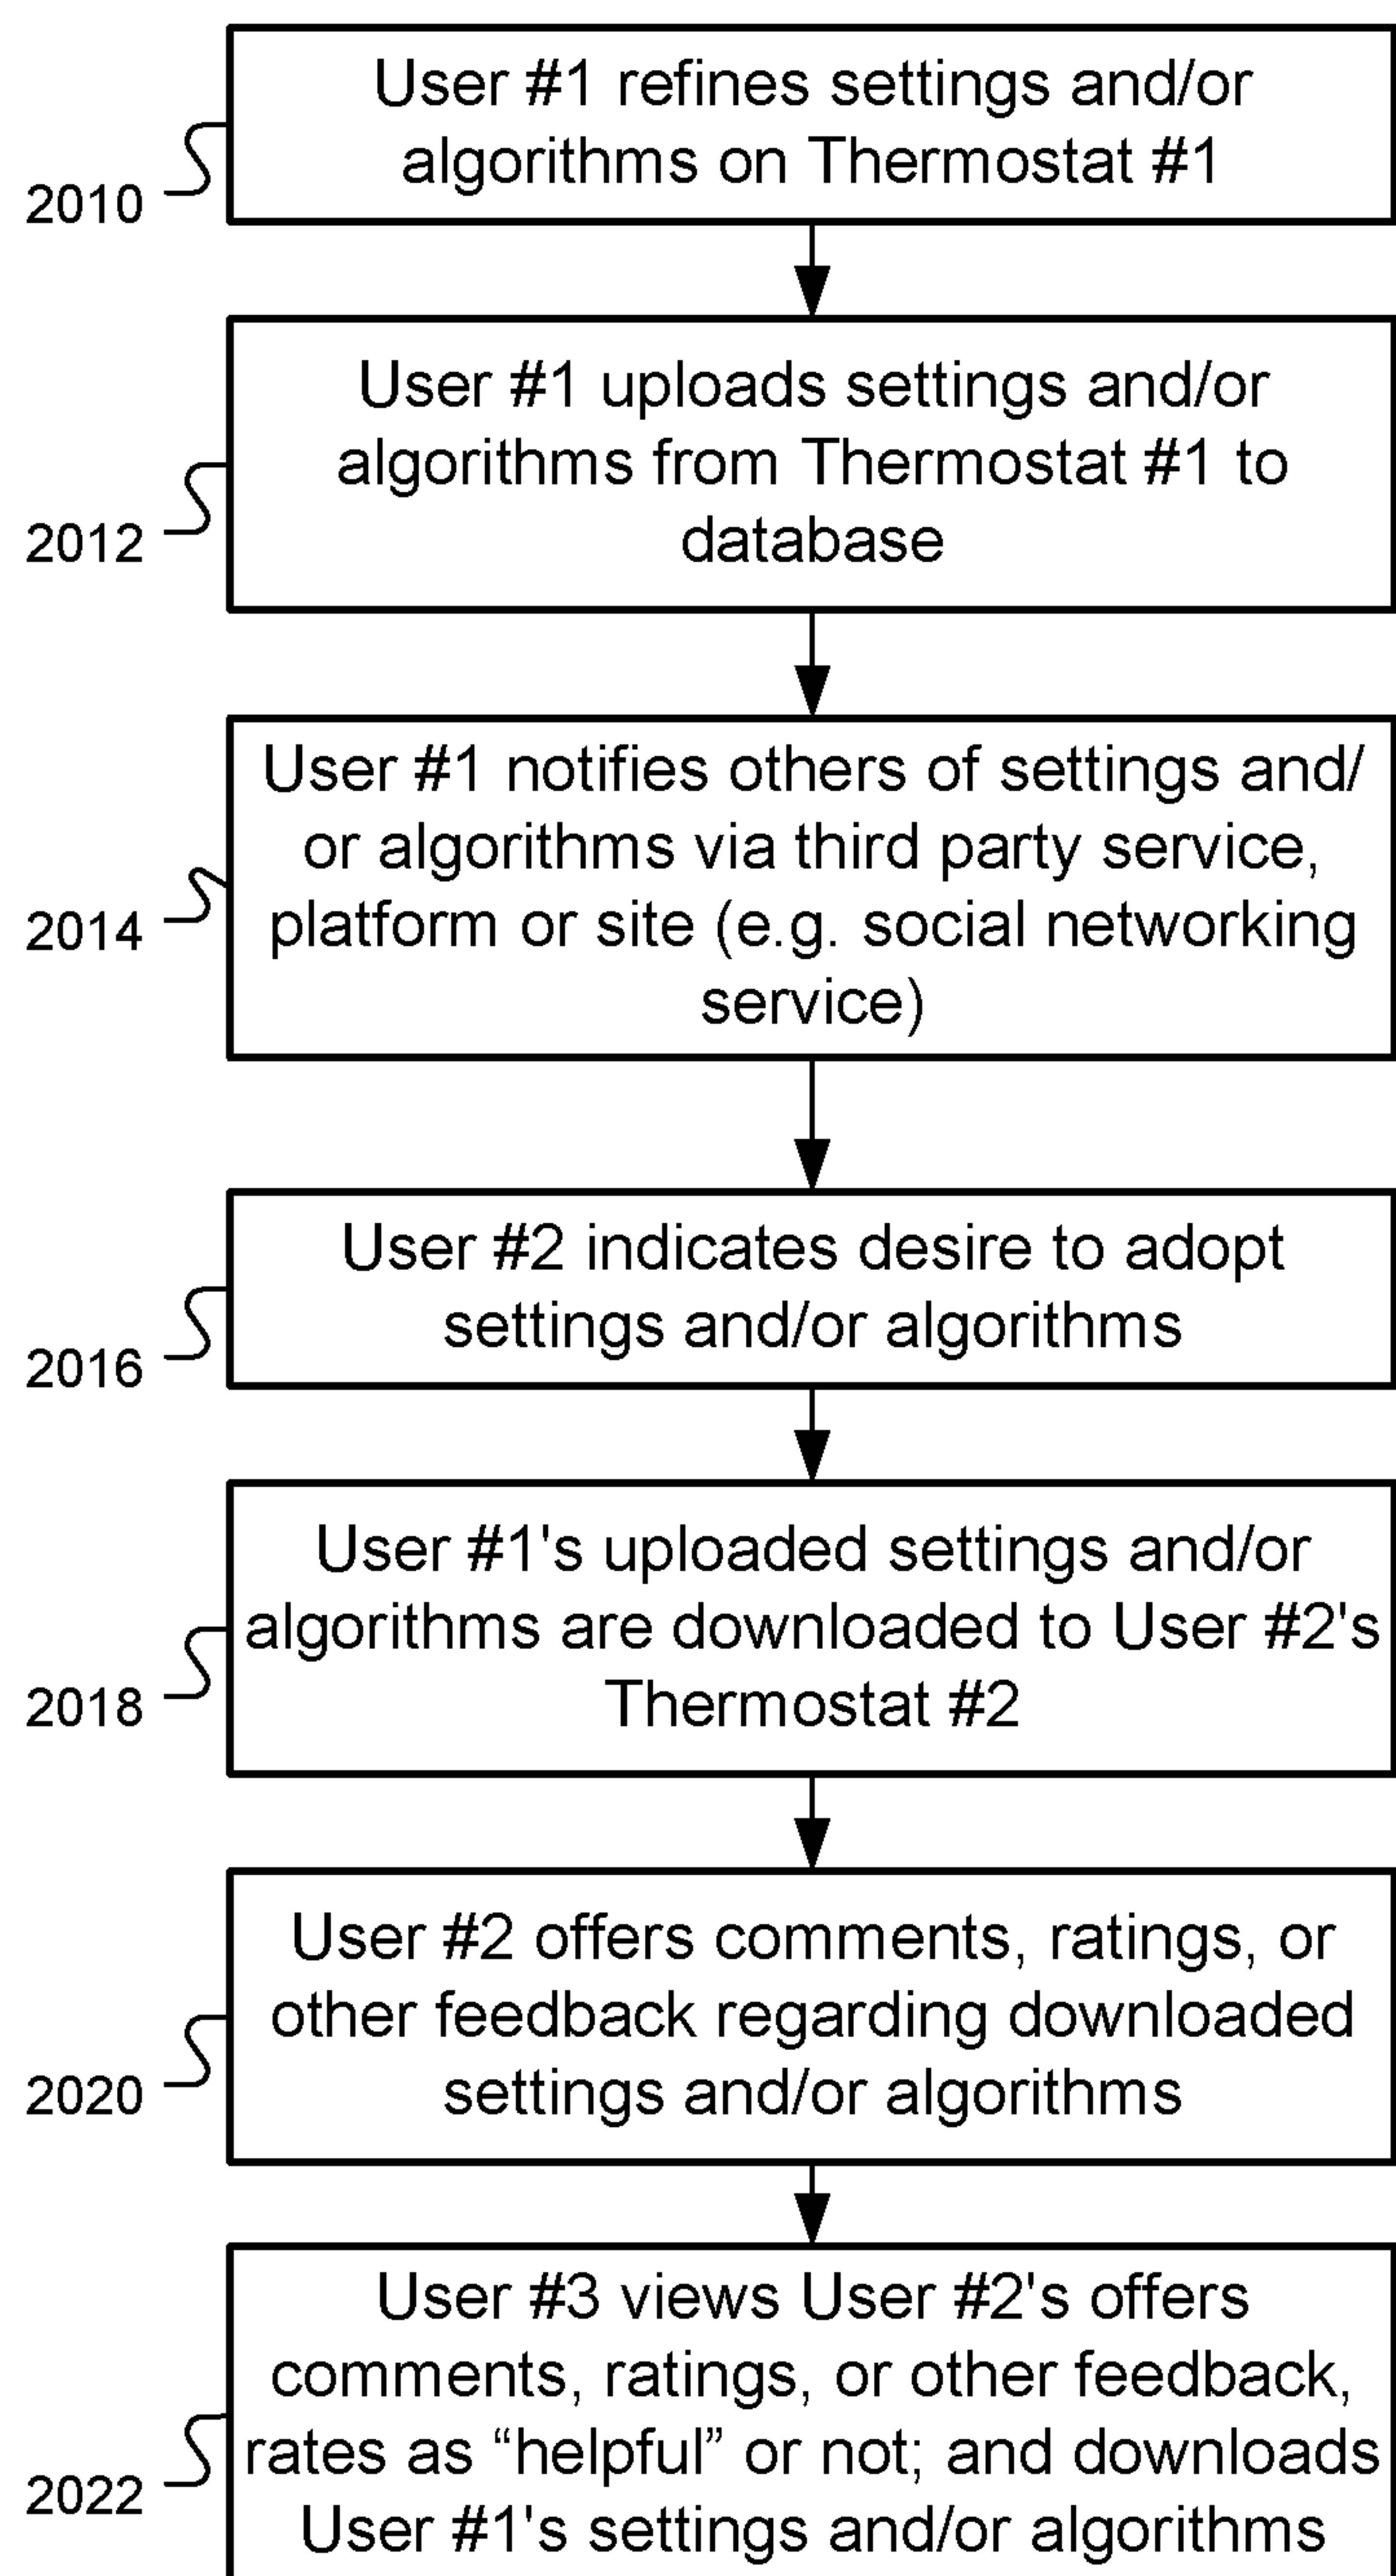 User #1 refines settings and/or
algorithms on Thermostat #1
2010
User #1 uploads settings and/or
algorithms from Thermostat #1 to
database
2012
User #1 notifies others of settings and/
or algorithms via third party service,
platform or site (e.g. social networking
service)
2014
User #2 indicates desire to adopt
settings and/or algorithms
2016
User #1's uploaded settings and/or
algorithms are downloaded to User #2's
Thermostat #2
2018
User #2 offers comments, ratings, or
other feedback regarding downloaded
settings and/or algorithms
2020
User #3 views User #2's offers
comments, ratings, or other feedback,
rates as “helpful” or not; and downloads
User #1's settings and/or algorithms
2022